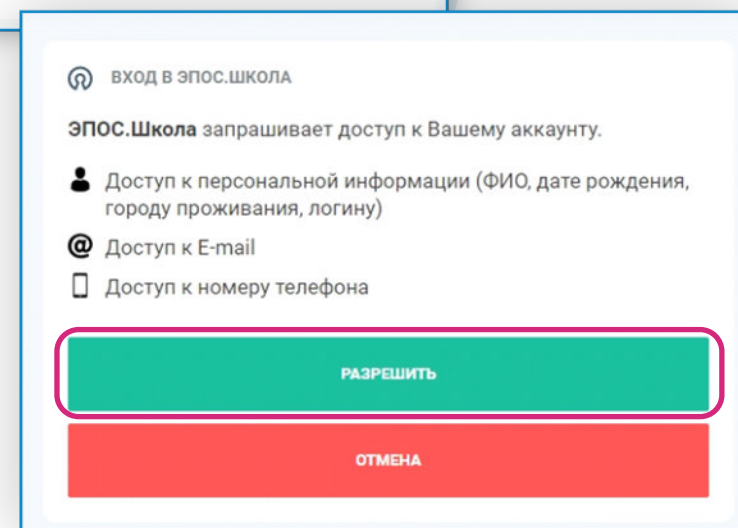 ВХОД В ЭПОС.ШКОЛА
ЭПОС.Школа запрашивает доступ к Вашему аккаунту.
Доступ к персональной информации (ФИО, дате рождения,
городу проживания, логину)
@ Доступ к E-mail
Доступ к номеру телефона
РАЗРЕШИТЬ
ОТМЕНА